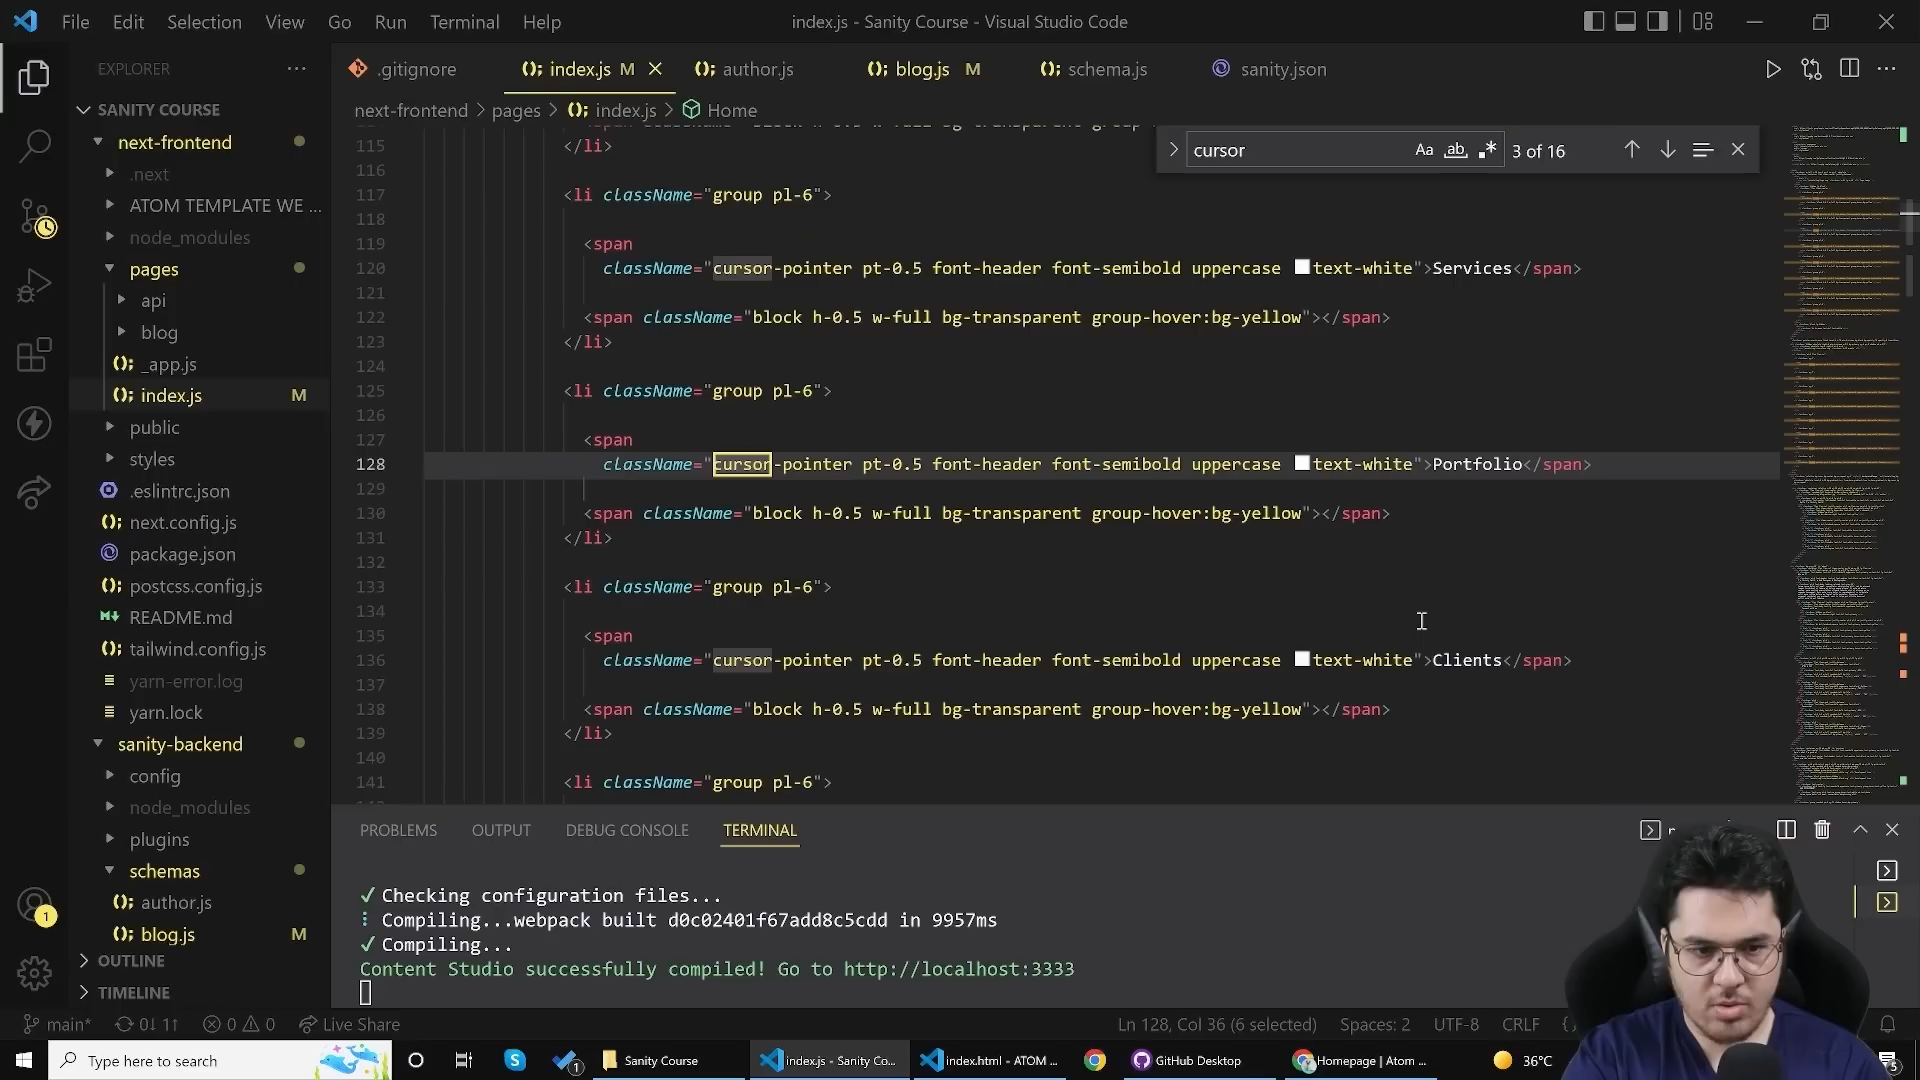 File Edit Selection View Go Run Terminal Help
index.js - Sanity Course - Visual Studio Code
EXPLORER
SANITY COURSE
next-frontend
.next
ATOM TEMPLATE WE ...
node_modules
pages
api
blog
_app.js
index.js M
public
styles
.eslintrc.json
next.config.js
package.json
postcss.config.js
README.md
tailwind.config.js
yarn-error.log
yarn.lock
sanity-backend
config
node_modules
plugins
schemas
author.js
blog.js M
OUTLINE
TIMELINE
.gitignore index.js M author.js blog.js M schema.js sanity.json
next-frontend > pages > index.js > Home
cursor Aa ab 3 of 16
115 </li>
116
117 <li className="group pl-6">
118
119 <span
120 className="cursor-pointer pt-0.5 font-header font-semibold uppercase text-white">Services</span>
121
122 <span className="block h-0.5 w-full bg-transparent group-hover:bg-yellow"></span>
123 </li>
124
125 <li className="group pl-6">
126
127 <span
128 className="cursor-pointer pt-0.5 font-header font-semibold uppercase text-white">Portfolio</span>
129
130 <span className="block h-0.5 w-full bg-transparent group-hover:bg-yellow"></span>
131 </li>
132
133 <li className="group pl-6">
134
135 <span
136 className="cursor-pointer pt-0.5 font-header font-semibold uppercase text-white">Clients</span>
137
138 <span className="block h-0.5 w-full bg-transparent group-hover:bg-yellow"></span>
139 </li>
140
141 <li className="group pl-6">
PROBLEMS OUTPUT DEBUG CONSOLE TERMINAL
✓ Checking configuration files...
Compiling...webpack built d0c02401f67add8c5cdd in 9957ms
✓ Compiling...
Content Studio successfully compiled! Go to http://localhost:3333
main* 0↓ 1↑ 0 0 Live Share
Ln 128, Col 36 (6 selected) Spaces: 2 UTF-8 CRLF
Type here to search
Sanity Course
index.js - Sanity Co...
index.html - ATOM ...
GitHub Desktop
Homepage | Atom ...
36°C